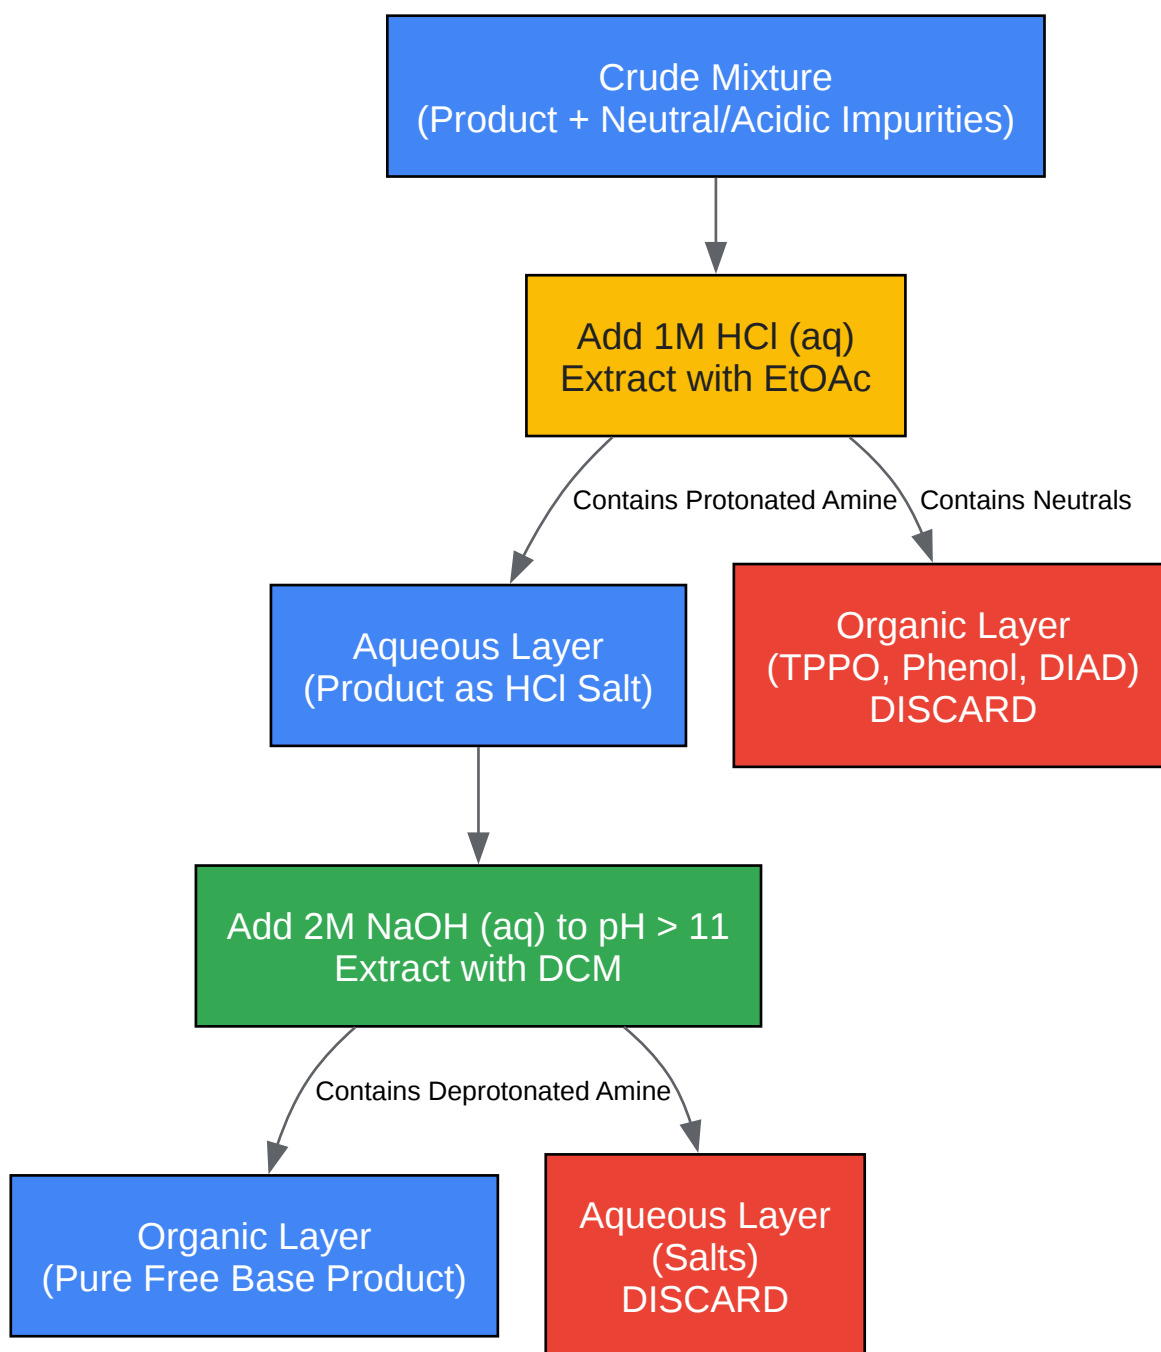 Crude Mixture
(Product + Neutral/Acidic Impurities)
Add 1M HCl (aq)
Extract with EtOAc
Contains Protonated Amine
Contains Neutrals
Aqueous Layer
(Product as HCl Salt)
Organic Layer
(TPPO, Phenol, DIAD)
DISCARD
Add 2M NaOH (aq) to pH > 11
Extract with DCM
Contains Deprotonated Amine
Organic Layer
(Pure Free Base Product)
Aqueous Layer
(Salts)
DISCARD